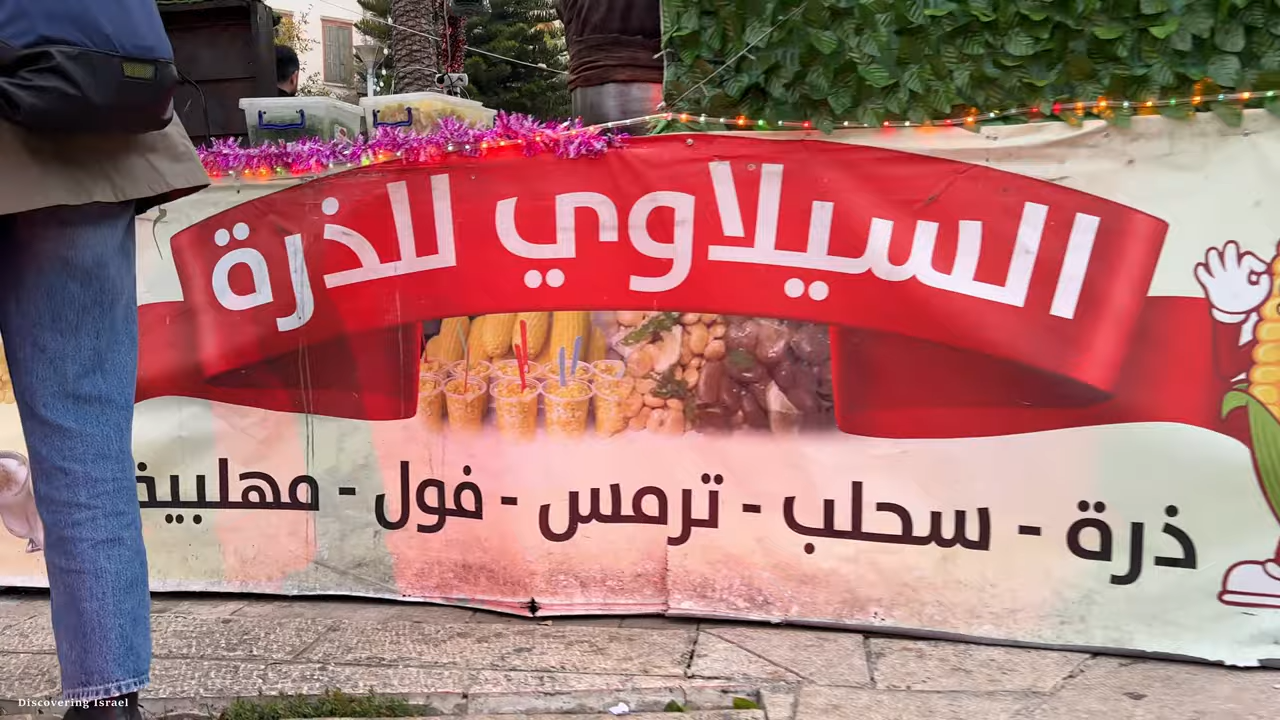 السيلاوي للذرة
ذرة - سحلب - ترمس - فول - مهلبية
Discovering Israel